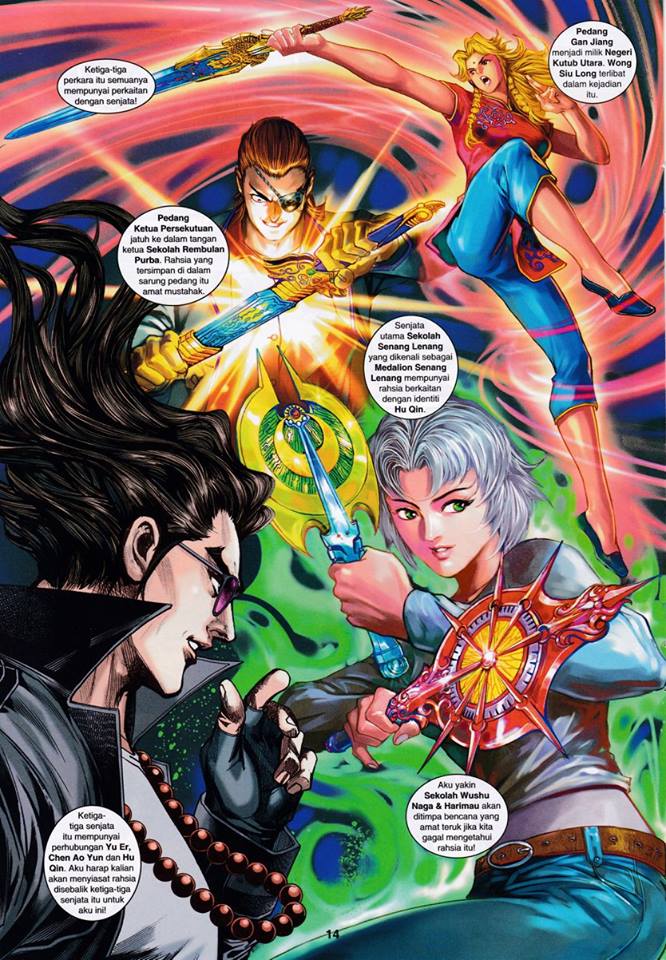 Ketiga-tiga
perkara itu semuanya
mempunyai perkaitan
dengan senjata!
Pedang
Gan Jiang
menjadi milik Negeri
Kutub Utara. Wong
Siu Long terlibat
dalam kejadian
itu.
Pedang
Ketua Persekutuan
jatuh ke dalam tangan
ketua Sekolah Rembulan
Purba. Rahsia yang
tersimpan di dalam
sarung pedang itu
amat mustahak.
Senjata
utama Sekolah
Senang Lenang
yang dikenali sebagai
Medalion Senang
Lenang mempunyai
rahsia berkaitan
dengan identiti
Hu Qin.
Aku yakin
Sekolah Wushu
Naga & Harimau akan
ditimpa bencana yang
amat teruk jika kita
gagal mengetahui
rahsia itu!
Ketiga-
tiga senjata
itu mempunyai
perhubungan Yu Er,
Chen Ao Yun dan Hu
Qin. Aku harap kalian
akan menyiasat rahsia
disebalik ketiga-tiga
senjata itu untuk
aku ini!
14